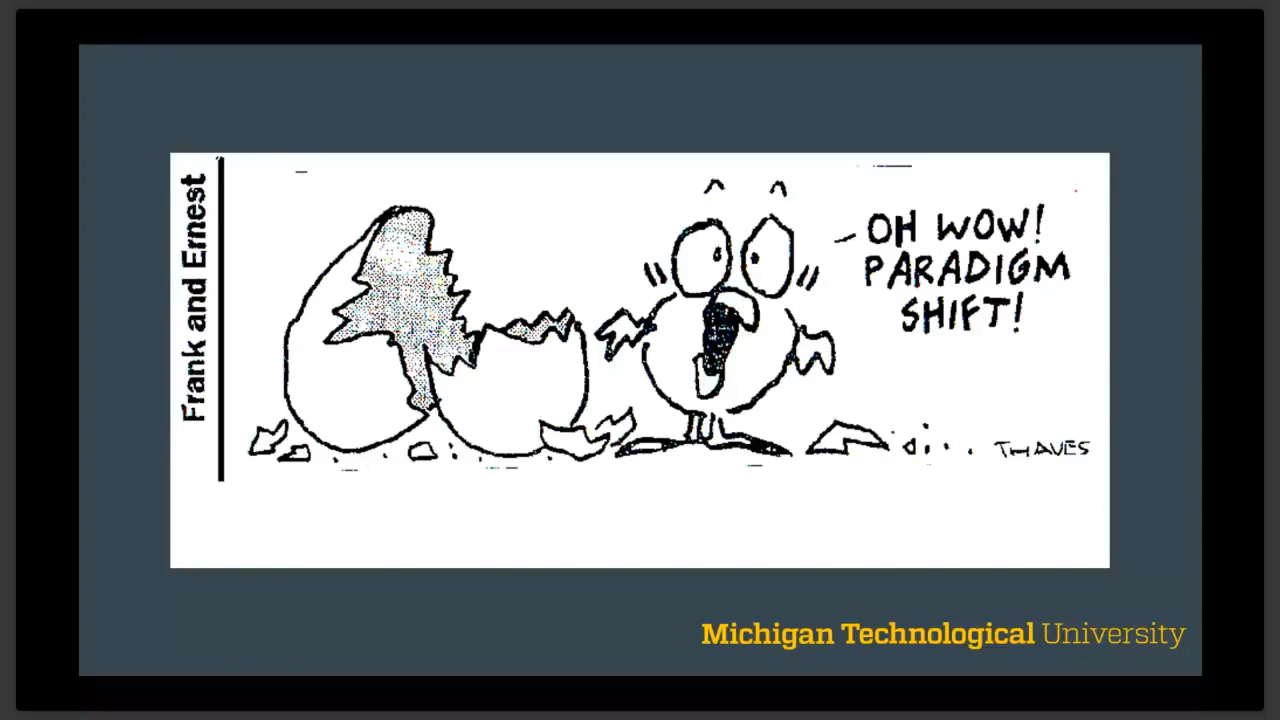 Frank and Ernest
OH WOW!
PARADIGM
SHIFT!
THAVES
Michigan Technological University